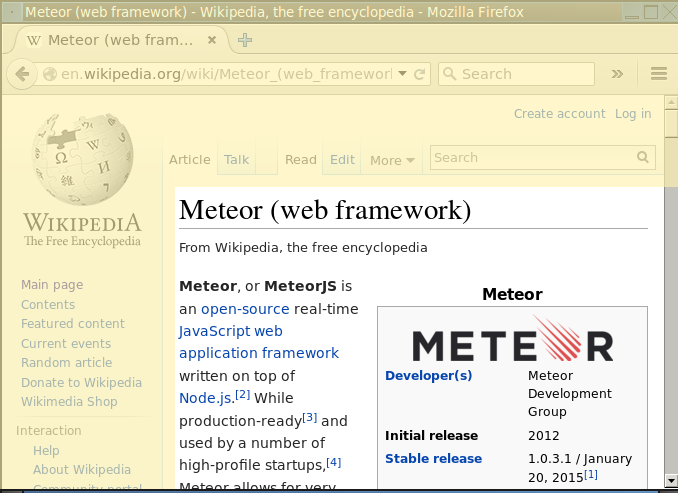 Meteor (web framework) - Wikipedia, the free encyclopedia - Mozilla Firefox
W Meteor (web fram...
en.wikipedia.org/wiki/Meteor_(web_framework
Search
Create account Log in
WIKIPEDIA
The Free Encyclopedia
Article Talk Read Edit More Search
Main page
Contents
Featured content
Current events
Random article
Donate to Wikipedia
Wikimedia Shop
Interaction
Help
About Wikipedia
Community portal
Meteor (web framework)
From Wikipedia, the free encyclopedia
Meteor, or MeteorJS is
an open-source real-time
JavaScript web
application framework
written on top of
Node.js.[2] While
production-ready[3] and
used by a number of
high-profile startups,[4]
Meteor allows for very
Meteor
METEOR
Developer(s) Meteor
Development
Group
Initial release 2012
Stable release 1.0.3.1 / January
20, 2015[1]